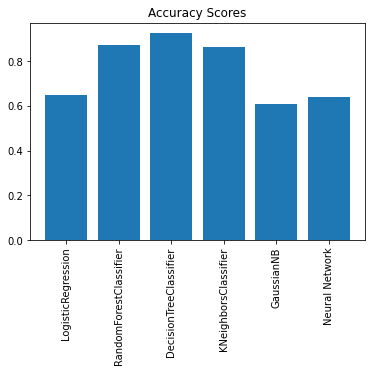 Accuracy Scores
0.8
0.6
0.4
0.2
0.0
LogisticRegression
RandomForestClassifier
DecisionTreeClassifier
KNeighborsClassifier
GaussianNB
Neural Network